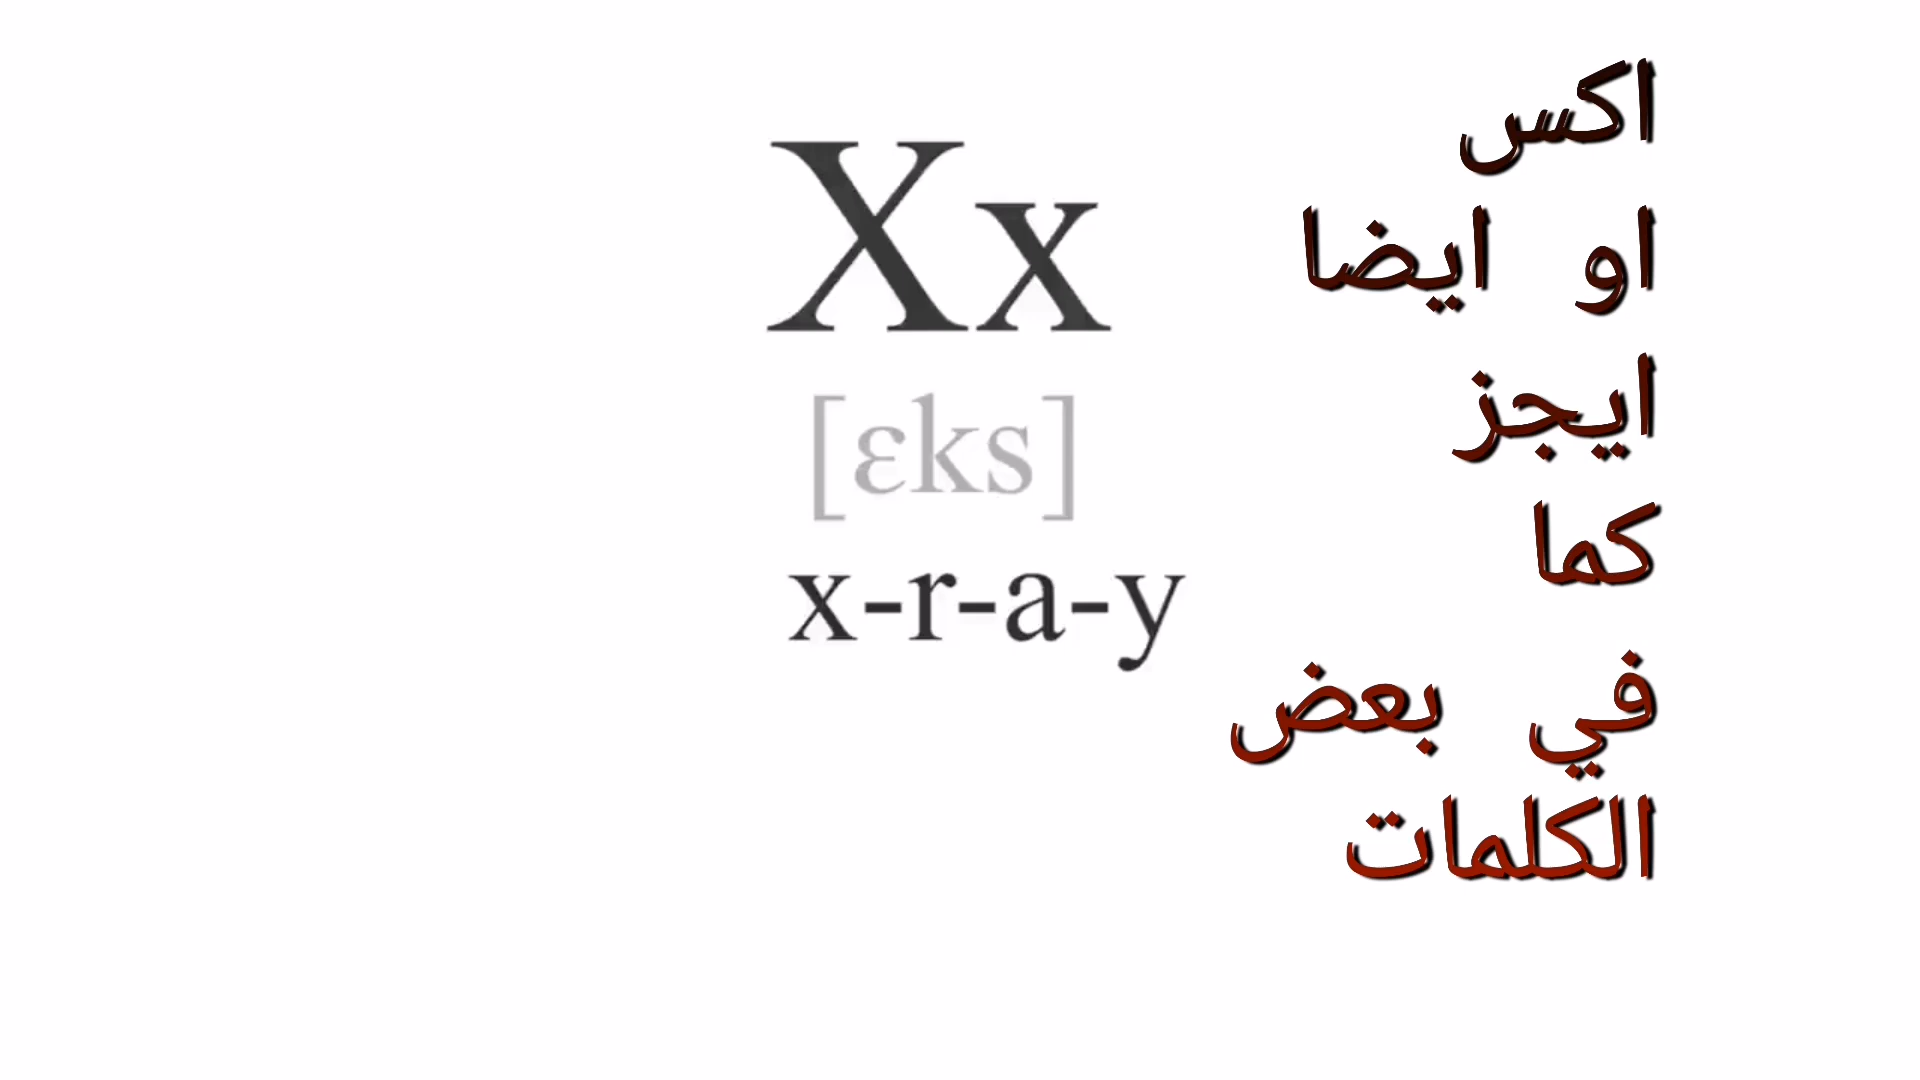 Xx
[ɛks]
x-r-a-y
اكس
او ايضا
ايجز
كما
في بعض
الكلمات